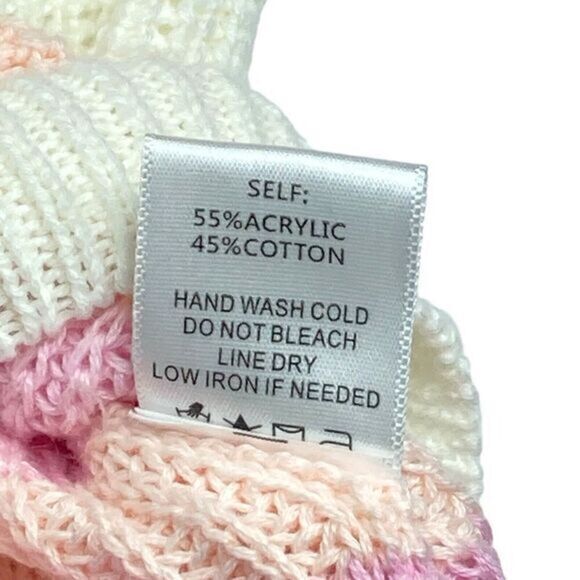 SELF:
55%ACRYLIC
45%COTTON
HAND WASH COLD
DO NOT BLEACH
LINE DRY
LOW IRON IF NEEDED